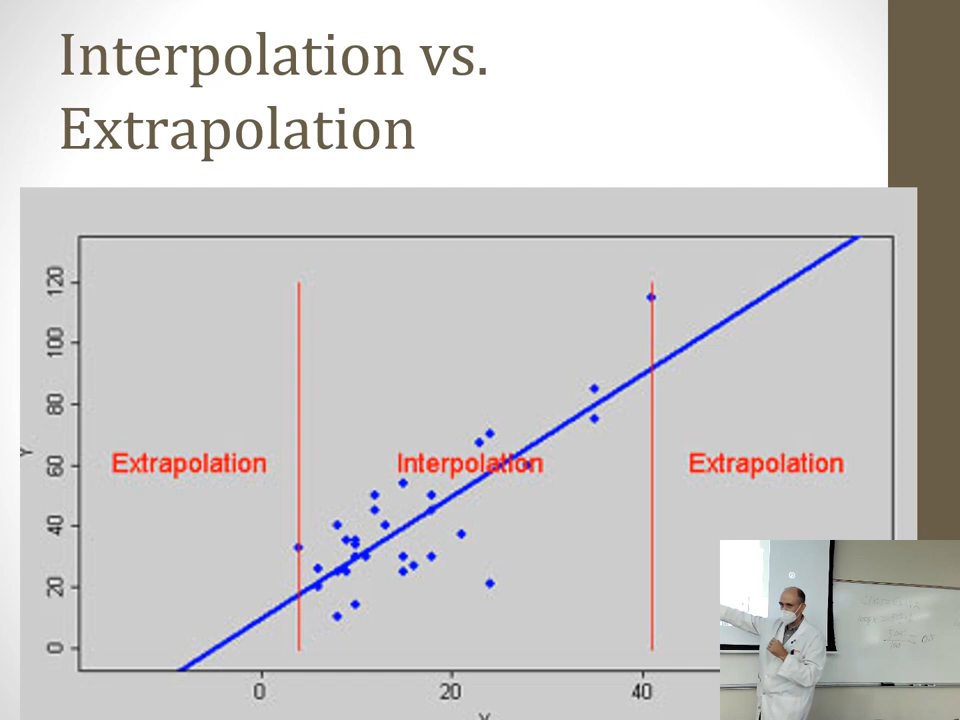 Interpolation vs.
Extrapolation
120
100
80
60
40
20
0
Y
Extrapolation
Interpolation
Extrapolation
0
20
40